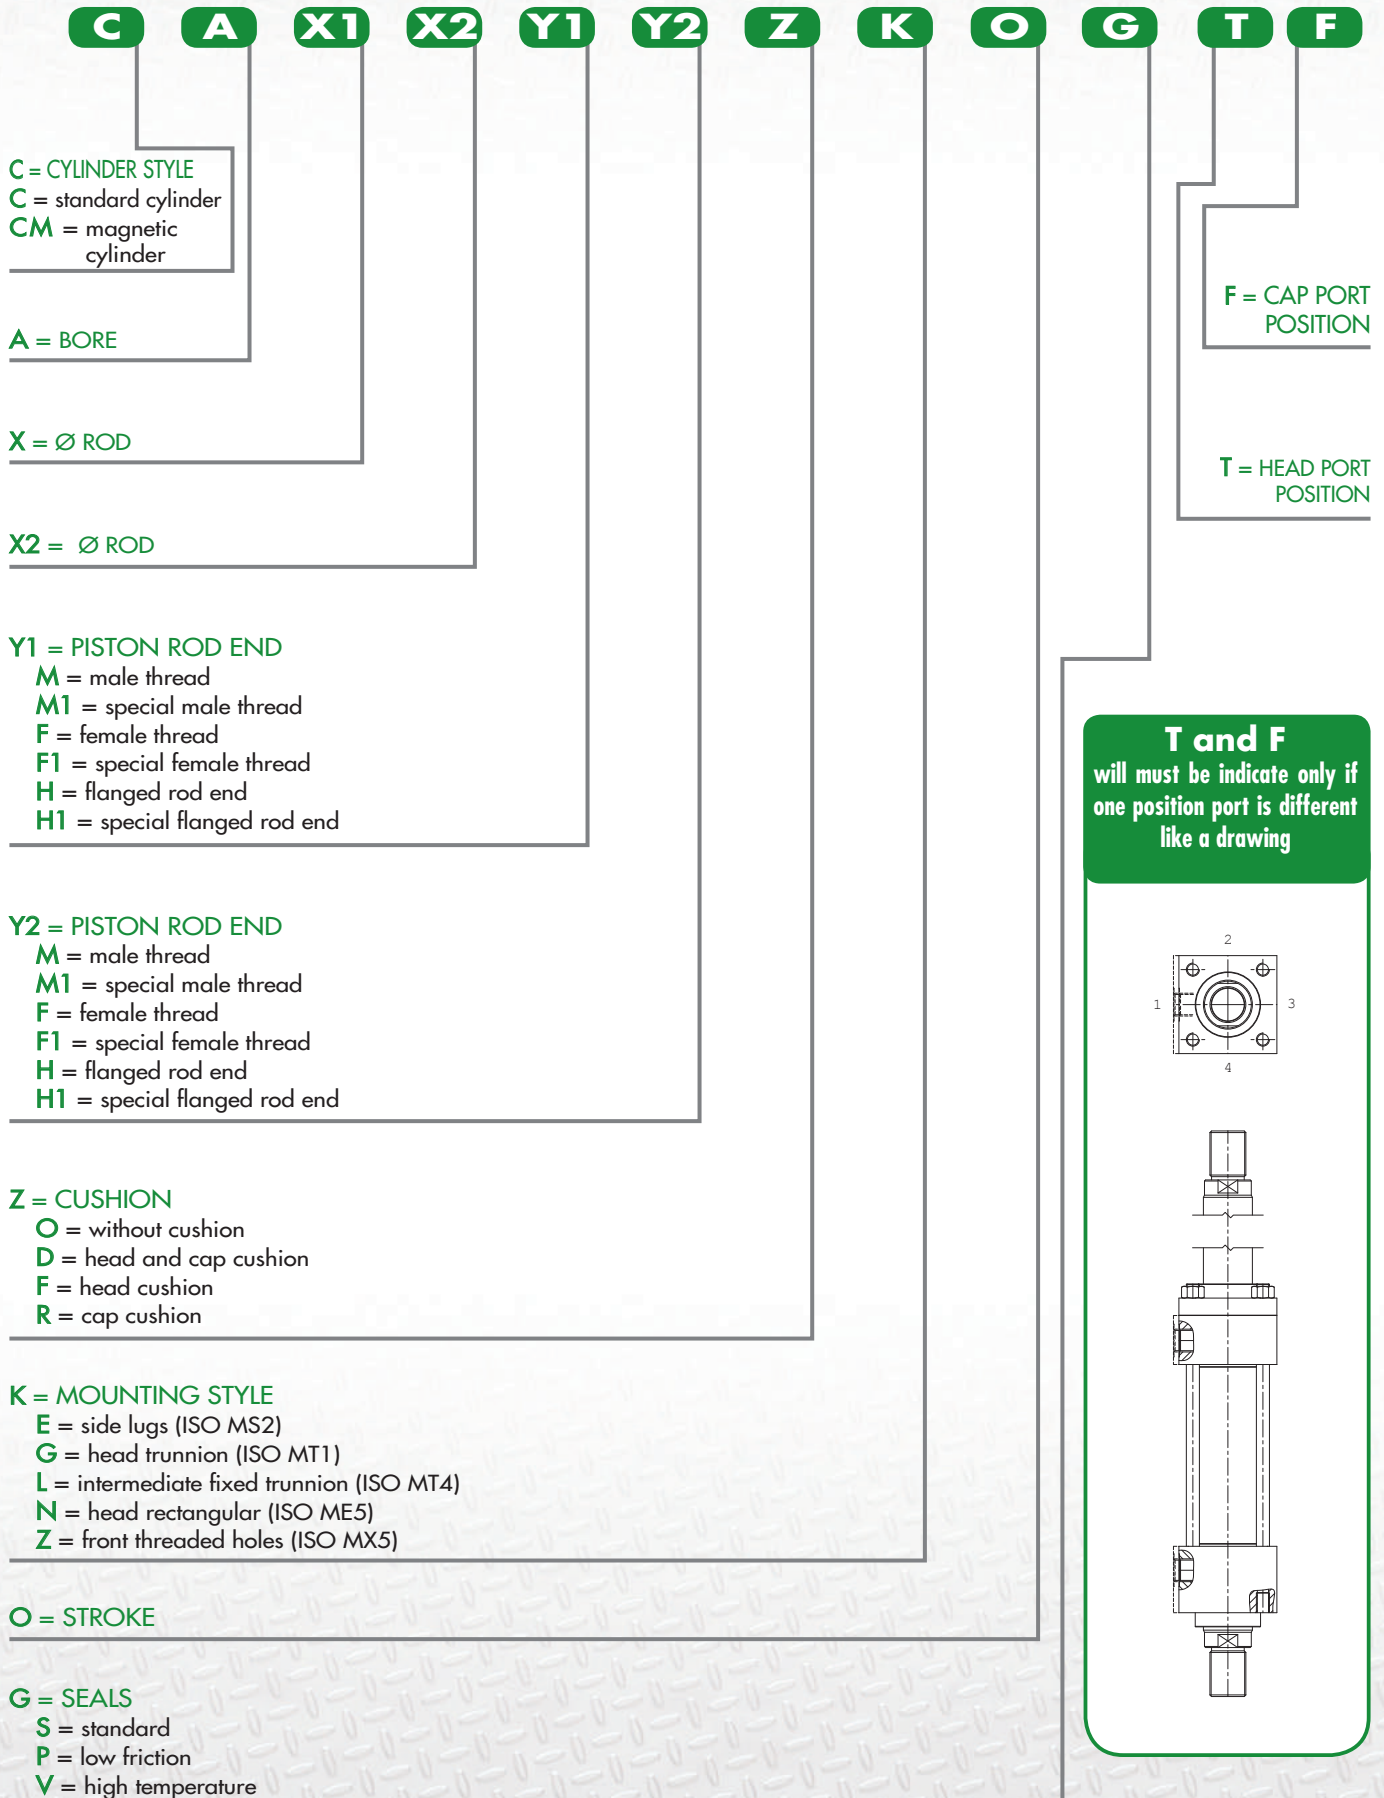 C A X1 X2 Y1 Y2 Z K O G T F
C = CYLINDER STYLE
C = standard cylinder
CM = magnetic
cylinder
A = BORE
X = Ø ROD
X2 = Ø ROD
Y1 = PISTON ROD END
M = male thread
M1 = special male thread
F = female thread
F1 = special female thread
H = flanged rod end
H1 = special flanged rod end
Y2 = PISTON ROD END
M = male thread
M1 = special male thread
F = female thread
F1 = special female thread
H = flanged rod end
H1 = special flanged rod end
Z = CUSHION
O = without cushion
D = head and cap cushion
F = head cushion
R = cap cushion
K = MOUNTING STYLE
E = side lugs (ISO MS2)
G = head trunnion (ISO MT1)
L = intermediate fixed trunnion (ISO MT4)
N = head rectangular (ISO ME5)
Z = front threaded holes (ISO MX5)
O = STROKE
G = SEALS
S = standard
P = low friction
V = high temperature
F = CAP PORT
POSITION
T = HEAD PORT
POSITION
T and F
will must be indicate only if
one position port is different
like a drawing
2
1 3
4